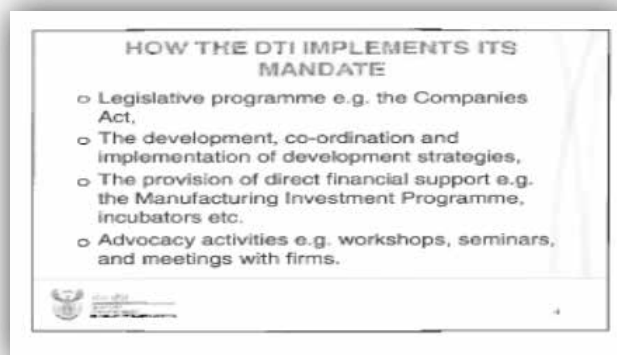 HOW THE DTI IMPLEMENTS ITS
MANDATE
o Legislative programme e.g. the Companies
Act,
o The development, co-ordination and
implementation of development strategies,
o The provision of direct financial support e.g.
the Manufacturing Investment Programme,
incubators etc.
o Advocacy activities e.g. workshops, seminars,
and meetings with firms.
4